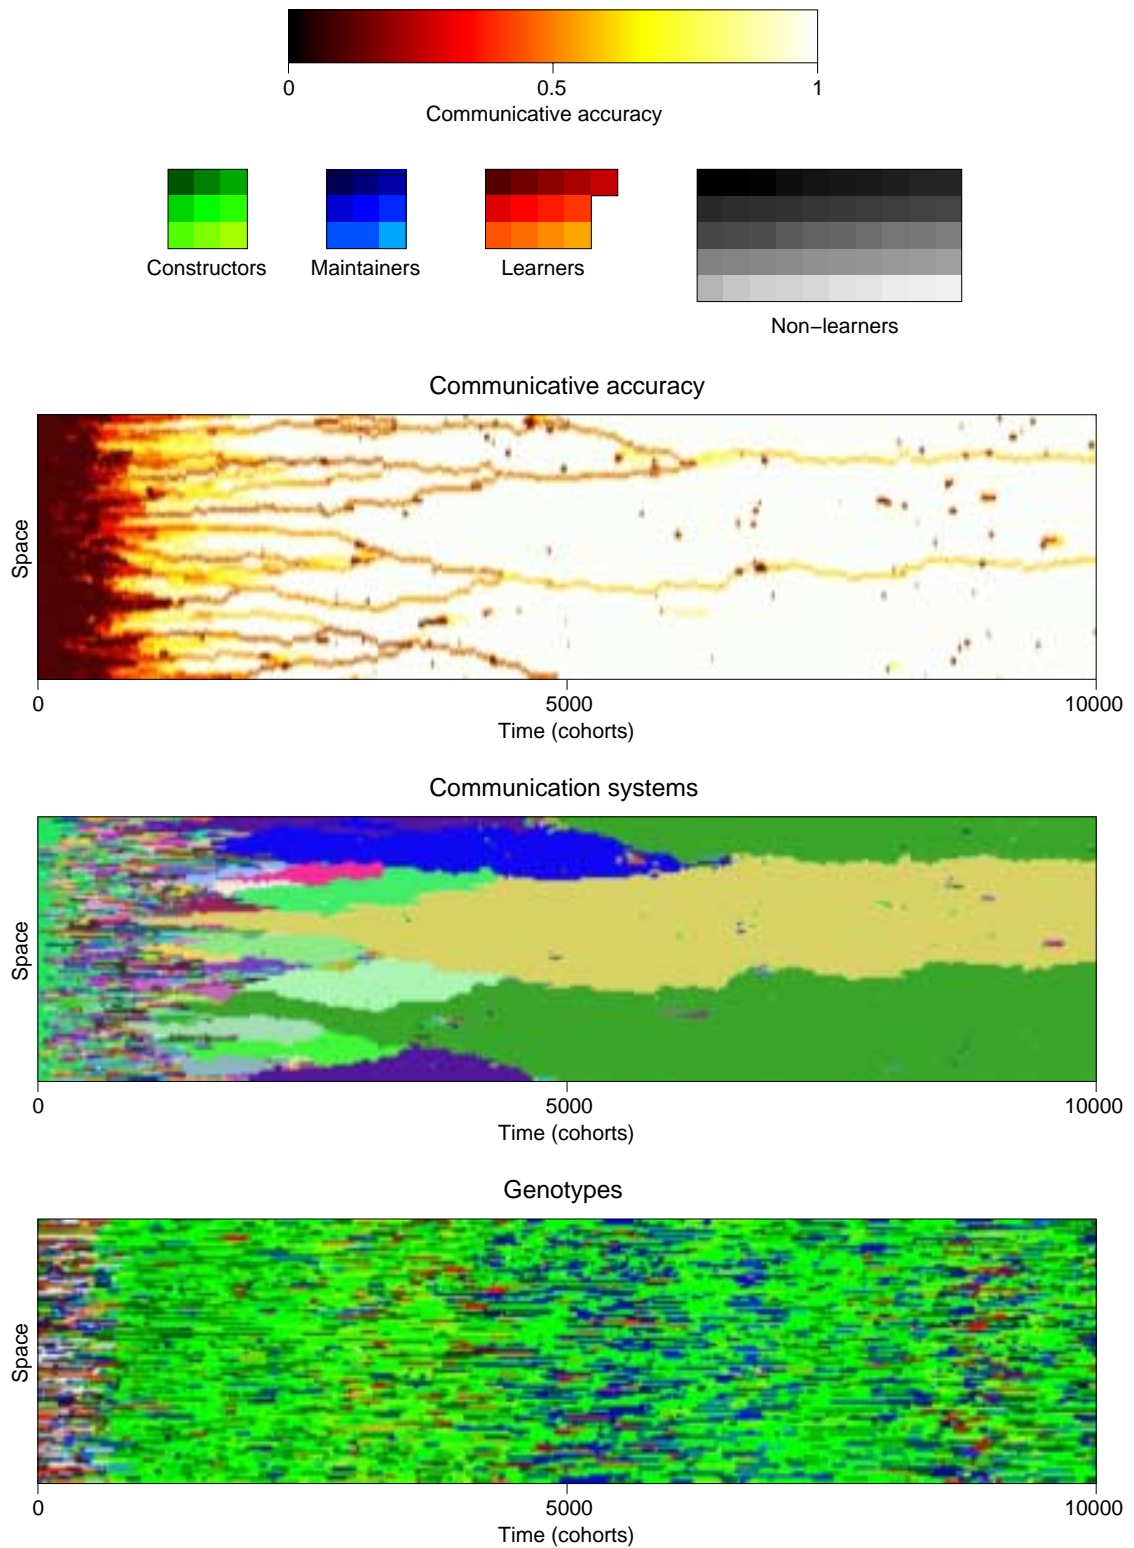 0 0.5 1
Communicative accuracy
Constructors Maintainers Learners
Non−learners
Communicative accuracy
Space
0 5000 10000
Time (cohorts)
Communication systems
Space
0 5000 10000
Time (cohorts)
Genotypes
Space
0 5000 10000
Time (cohorts)